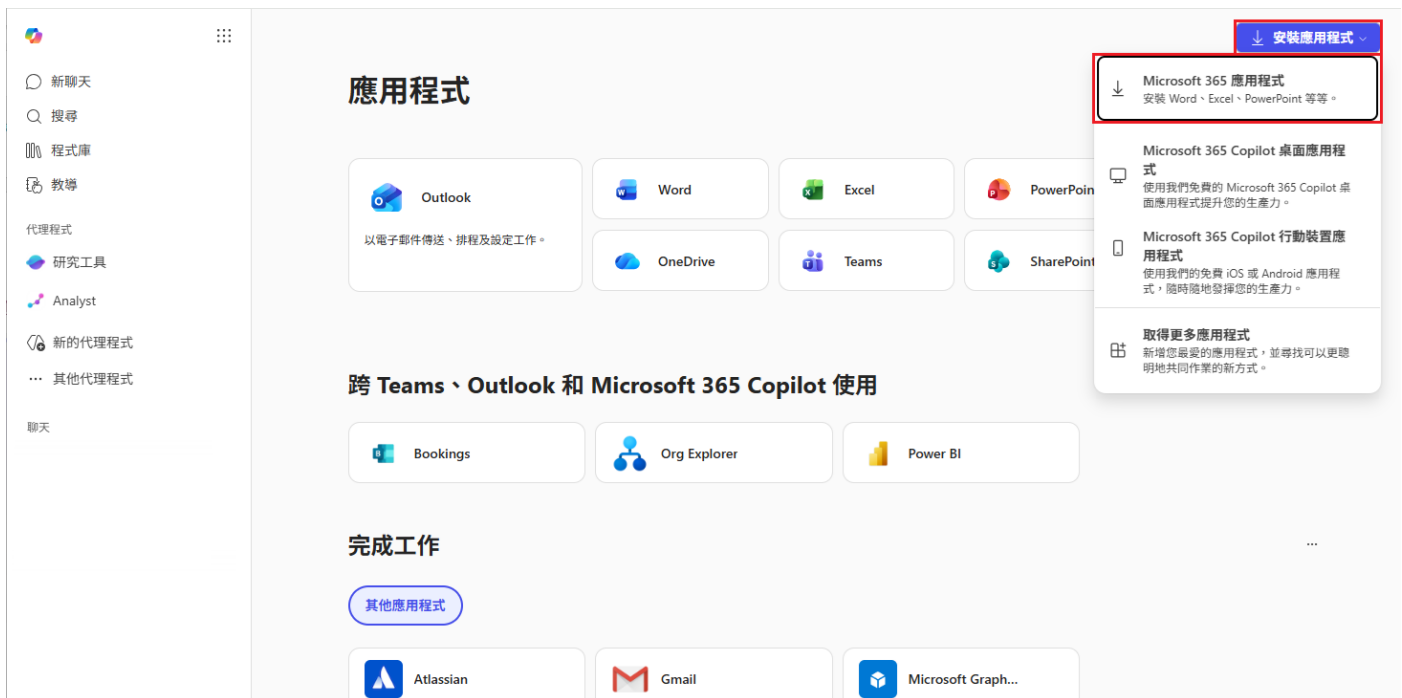 新聊天
搜尋
程式庫
教導
代理程式
研究工具
Analyst
新的代理程式
其他代理程式
聊天
安裝應用程式
Microsoft 365 應用程式
安裝 Word、Excel、PowerPoint 等等。
Microsoft 365 Copilot 桌面應用程
式
使用我們免費的 Microsoft 365 Copilot 桌
面應用程式提升您的生產力。
Microsoft 365 Copilot 行動裝置應
用程式
使用我們的免費 iOS 或 Android 應用程
式，隨時隨地發揮您的生產力。
取得更多應用程式
新增您最愛的應用程式，並尋找可以更聰
明地共同作業的新方式。
應用程式
Outlook
以電子郵件傳送、排程及設定工作。
Word
Excel
PowerPoin
OneDrive
Teams
SharePoint
跨 Teams、Outlook 和 Microsoft 365 Copilot 使用
Bookings
Org Explorer
Power BI
完成工作
其他應用程式
Atlassian
Gmail
Microsoft Graph...